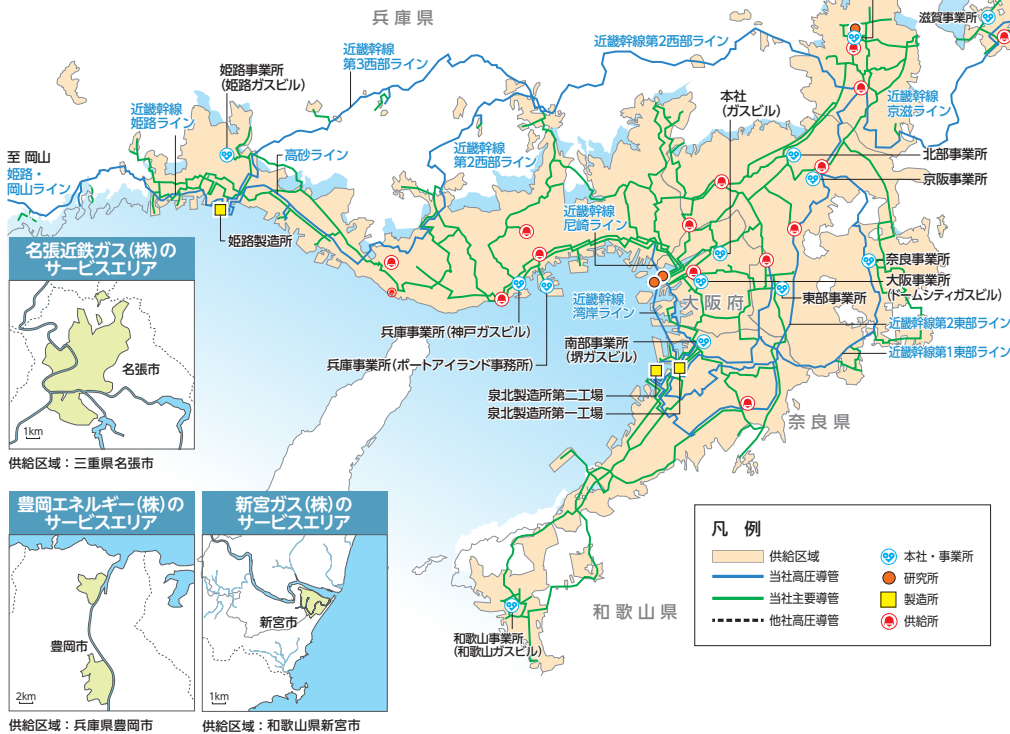 兵庫県
滋賀事業所
近畿幹線
第3西部ライン
近畿幹線第2西部ライン
姫路事業所
(姫路ガスビル)
近畿幹線
姫路ライン
本社
(ガスビル)
近畿幹線
京滋ライン
至 岡山
姫路・
岡山ライン
高砂ライン
近畿幹線
第2西部ライン
北部事業所
京阪事業所
近畿幹線
尼崎ライン
姫路製造所
奈良事業所
大阪事業所
(ドームシティガスビル)
東部事業所
大阪府
近畿幹線
湾岸ライン
近畿幹線第2東部ライン
近畿幹線第1東部ライン
兵庫事業所(神戸ガスビル)
兵庫事業所(ポートアイランド事務所)
南部事業所
(堺ガスビル)
泉北製造所第二工場
泉北製造所第一工場
奈良県
和歌山県
和歌山事業所
(和歌山ガスビル)
名張近鉄ガス(株)の
サービスエリア
名張市
1km
供給区域：三重県名張市
豊岡エネルギー(株)の
サービスエリア
豊岡市
2km
供給区域：兵庫県豊岡市
新宮ガス(株)の
サービスエリア
新宮市
1km
供給区域：和歌山県新宮市
凡 例
供給区域
当社高圧導管
当社主要導管
他社高圧導管
本社・事業所
研究所
製造所
供給所